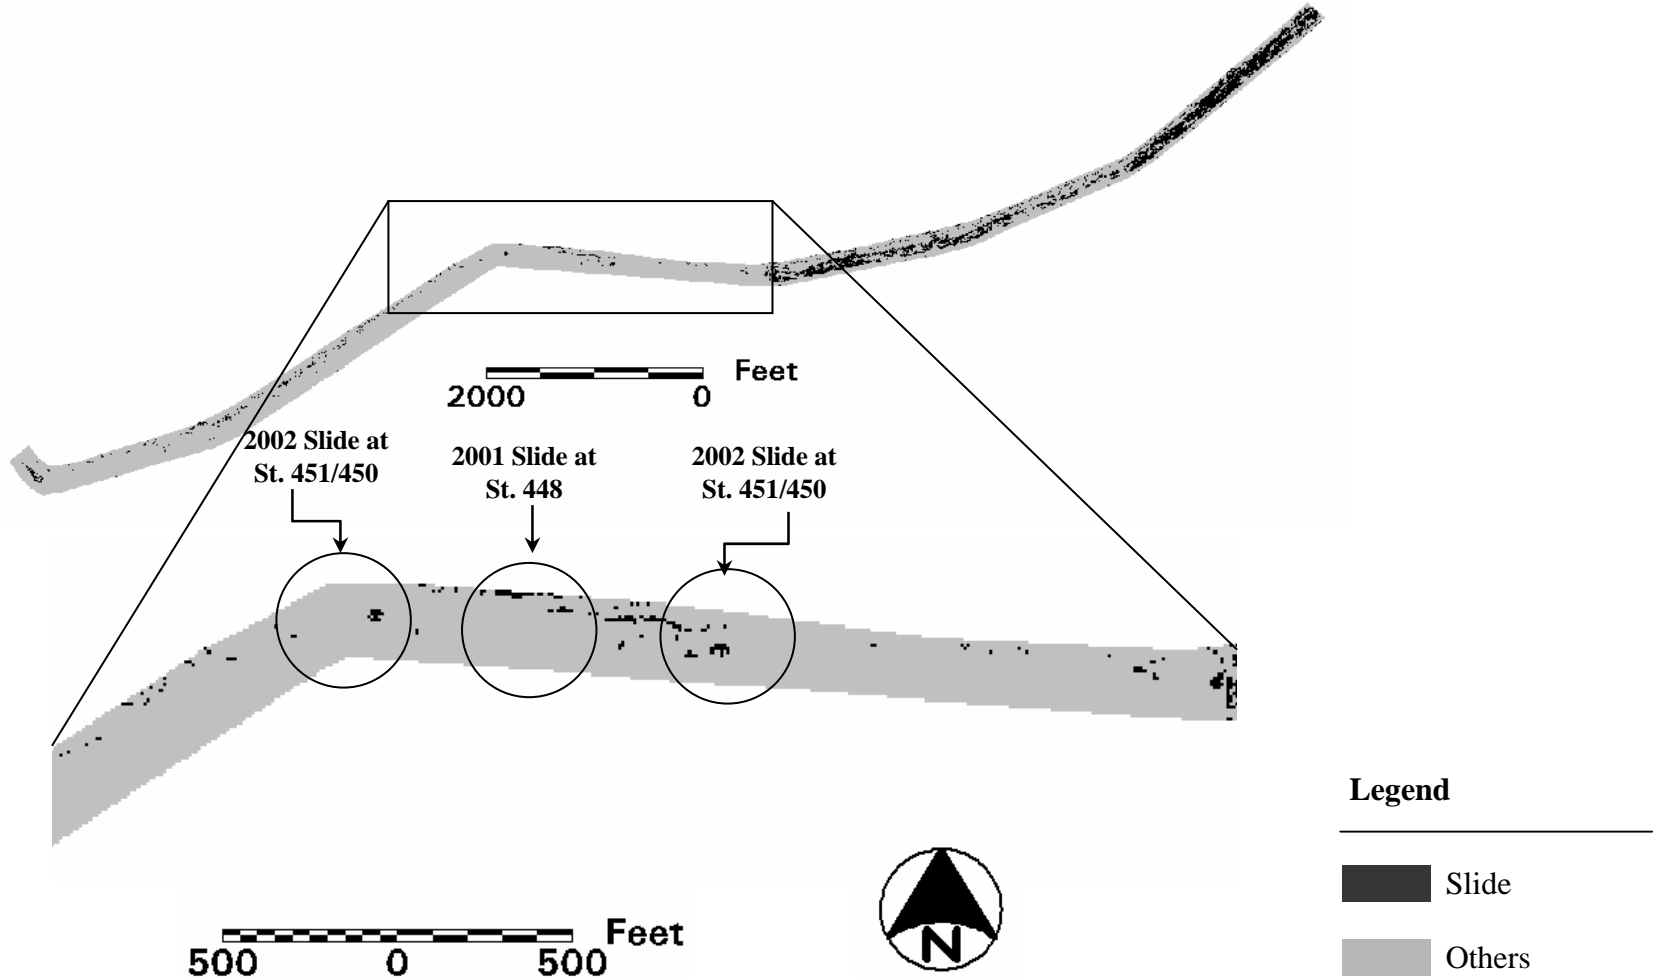 Feet
2000 0
2002 Slide at
St. 451/450
2001 Slide at
St. 448
2002 Slide at
St. 451/450
Legend
Slide
Others
Feet
500 0 500
N